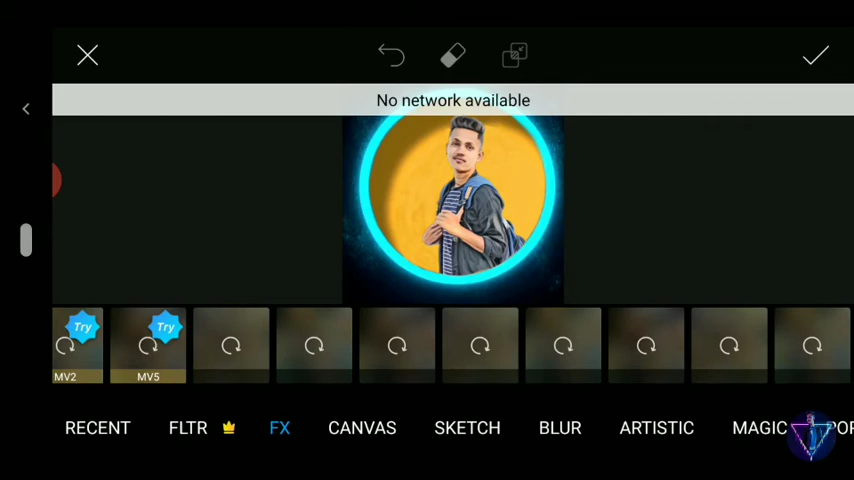 No network available
Try
Try
MV2
MV5
RECENT
FLTR
FX
CANVAS
SKETCH
BLUR
ARTISTIC
MAGIC